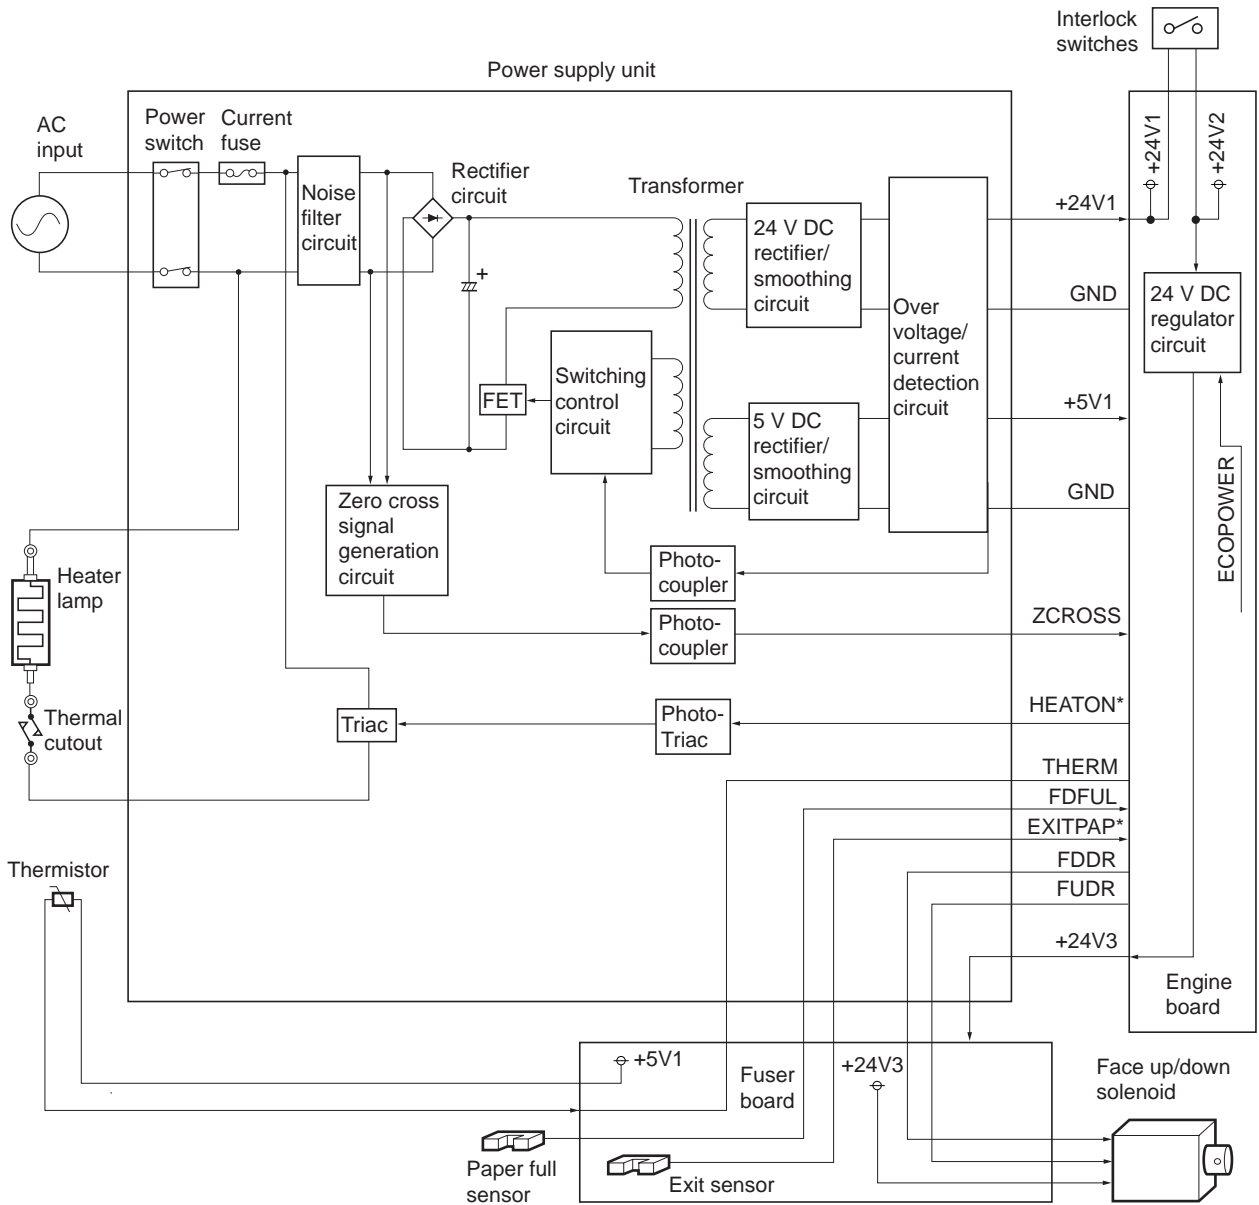 Interlock
switches
Power supply unit
AC
input
Power
switch
Current
fuse
Noise
filter
circuit
Rectifier
circuit
+
Transformer
24 V DC
rectifier/
smoothing
circuit
Over
voltage/
current
detection
circuit
+24V1
GND
+5V1
GND
+24V1
+24V2
24 V DC
regulator
circuit
ECOPOWER
FET
Switching
control
circuit
5 V DC
rectifier/
smoothing
circuit
Zero cross
signal
generation
circuit
Photo-
coupler
Photo-
coupler
ZCROSS
Heater
lamp
Thermal
cutout
Triac
Photo-
Triac
HEATON*
THERM
FDFUL
EXITPAP*
FDDR
FUDR
+24V3
Engine
board
Thermistor
+5V1
Fuser
board
+24V3
Face up/down
solenoid
Paper full
sensor
Exit sensor